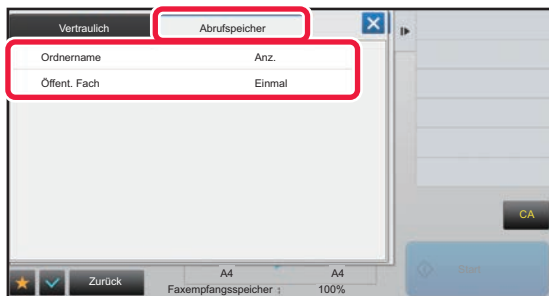 Vertraulich Abrufspeicher
Ordnername Anz.
Öffent. Fach Einmal
CA
Start
Zurück
A4 A4
Faxempfangsspeicher : 100%